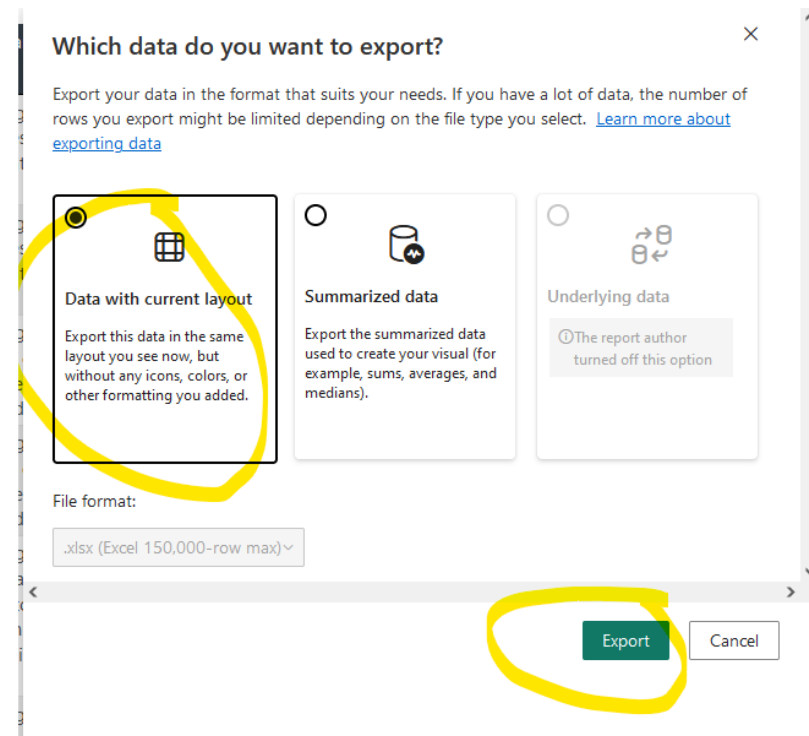 Which data do you want to export?
Export your data in the format that suits your needs. If you have a lot of data, the number of
rows you export might be limited depending on the file type you select. Learn more about
exporting data
Data with current layout
Export this data in the same
layout you see now, but
without any icons, colors, or
other formatting you added.
Summarized data
Export the summarized data
used to create your visual (for
example, sums, averages, and
medians).
Underlying data
The report author
turned off this option
File format:
.xlsx (Excel 150,000-row max)
Export
Cancel